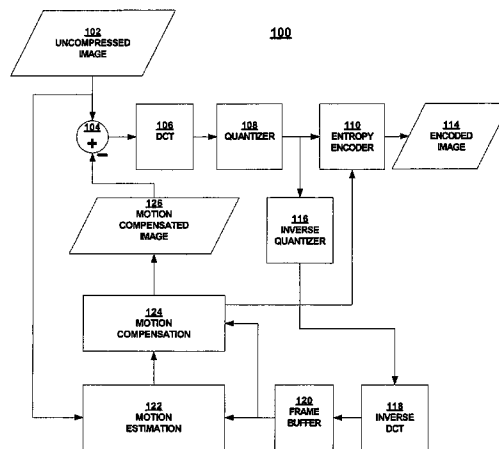 102
UNCOMPRESSED
IMAGE
100
104
+
−
106
DCT
108
QUANTIZER
110
ENTROPY
ENCODER
114
ENCODED
IMAGE
126
MOTION
COMPENSATED
IMAGE
116
INVERSE
QUANTIZER
124
MOTION
COMPENSATION
122
MOTION
ESTIMATION
120
FRAME
BUFFER
118
INVERSE
DCT